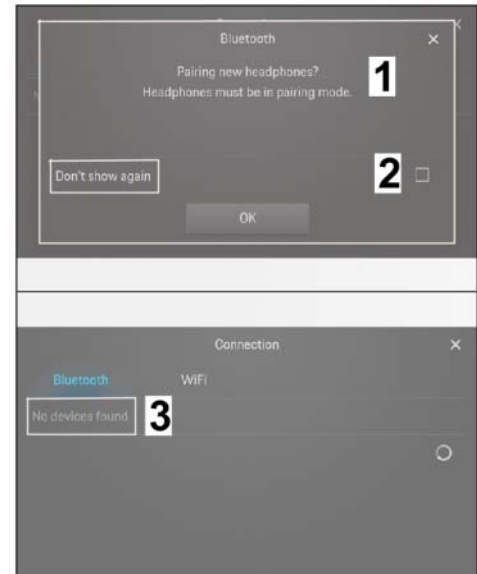 Bluetooth
Pairing new headphones? 1
Headphones must be in pairing mode.
Don't show again 2
OK
Connection
Bluetooth WiFi
No devices found 3